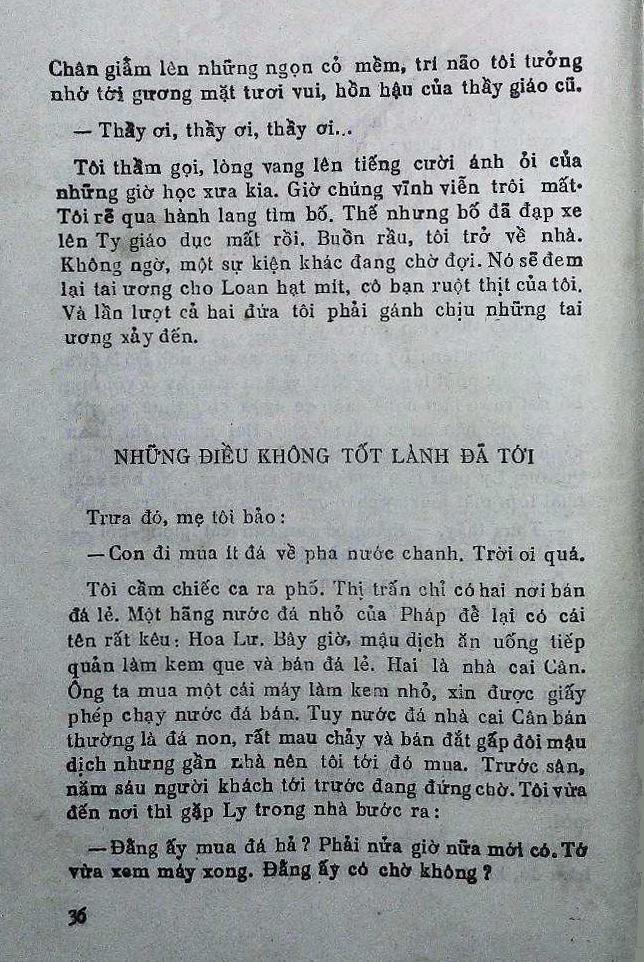 Chân giẫm lên những ngọn cỏ mềm, trí não tôi tưởng
nhớ tới gương mặt tươi vui, hồn hậu của thầy giáo cũ.
— Thầy ơi, thầy ơi, thầy ơi...
Tôi thầm gọi, lòng vang lên tiếng cười ánh ỏi của
những giờ học xưa kia. Giờ chúng vĩnh viễn trôi mất.
Tôi rẽ qua hành lang tìm bố. Thế nhưng bố đã đạp xe
lên Ty giáo dục mất rồi. Buồn rầu, tôi trở về nhà.
Không ngờ, một sự kiện khác đang chờ đợi. Nó sẽ đem
lại tai ương cho Loan hạt mít, cô bạn ruột thịt của tôi.
Và lần lượt cả hai đứa tôi phải gánh chịu những tai
ương xảy đến.
NHỮNG ĐIỀU KHÔNG TỐT LÀNH ĐÃ TỚI
Trưa đó, mẹ tôi bảo:
— Con đi mua ít đá về pha nước chanh. Trời oi quá.
Tôi cầm chiếc ca ra phố. Thị trấn chỉ có hai nơi bán
đá lẻ. Một hãng nước đá nhỏ của Pháp để lại có cái
tên rất kêu: Hoa Lư. Bây giờ, mậu dịch ăn uống tiếp
quản làm kem que và bán đá lẻ. Hai là nhà cai Cân.
Ông ta mua một cái máy làm kem nhỏ, xin được giấy
phép chạy nước đá bán. Tuy nước đá nhà cai Cân bán
thường là đá non, rất mau chảy và bán đắt gấp đôi mậu
dịch nhưng gần nhà nên tôi tới đó mua. Trước sân,
năm sáu người khách tới trước đang đứng chờ. Tôi vừa
đến nơi thì gặp Ly trong nhà bước ra:
— Đằng ấy mua đá hả? Phải nửa giờ nữa mới có. Tớ
vừa xem máy xong. Đằng ấy có chờ không?
36